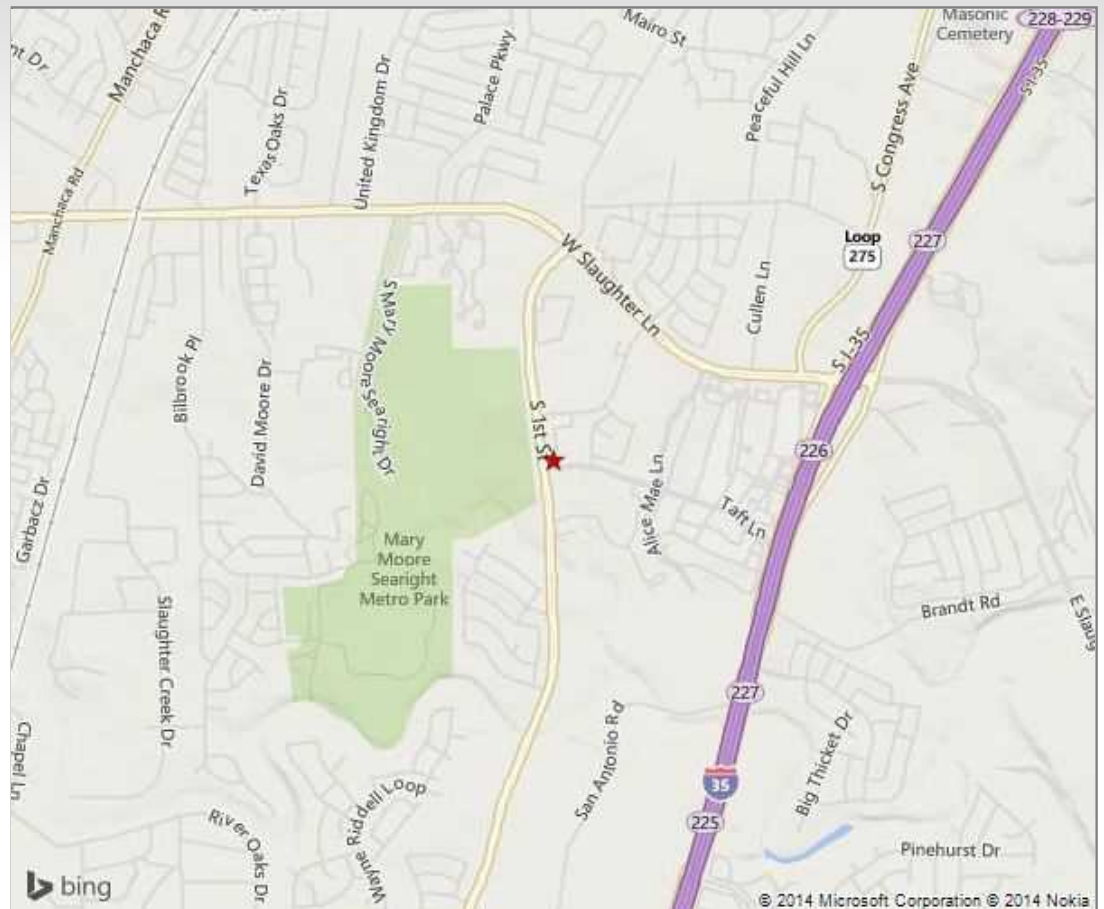 Masonic
Cemetery
228-229
Mairo St
Manchaca R
nt Dr
Palace Pkwy
Peaceful Hill Ln
S I-35
United Kingdom Dr
Texas Oaks Dr
S Congress Ave
Manchaca Rd
Loop
275
227
W Slaughter Ln
Cullen Ln
S Mary Moore Searight Dr
S I-35
Bilbrook Pl
David Moore Dr
S 1st St
226
Alice Mae Ln
Garbacz Dr
Taft Ln
Mary
Moore
Searight
Metro Park
Brandt Rd
E Slaug
Slaughter Creek Dr
227
San Antonio Rd
Big Thicket Dr
Chapel Ln
35
Wayne Riddell Loop
225
River Oaks Dr
Pinehurst Dr
bing
© 2014 Microsoft Corporation © 2014 Nokia